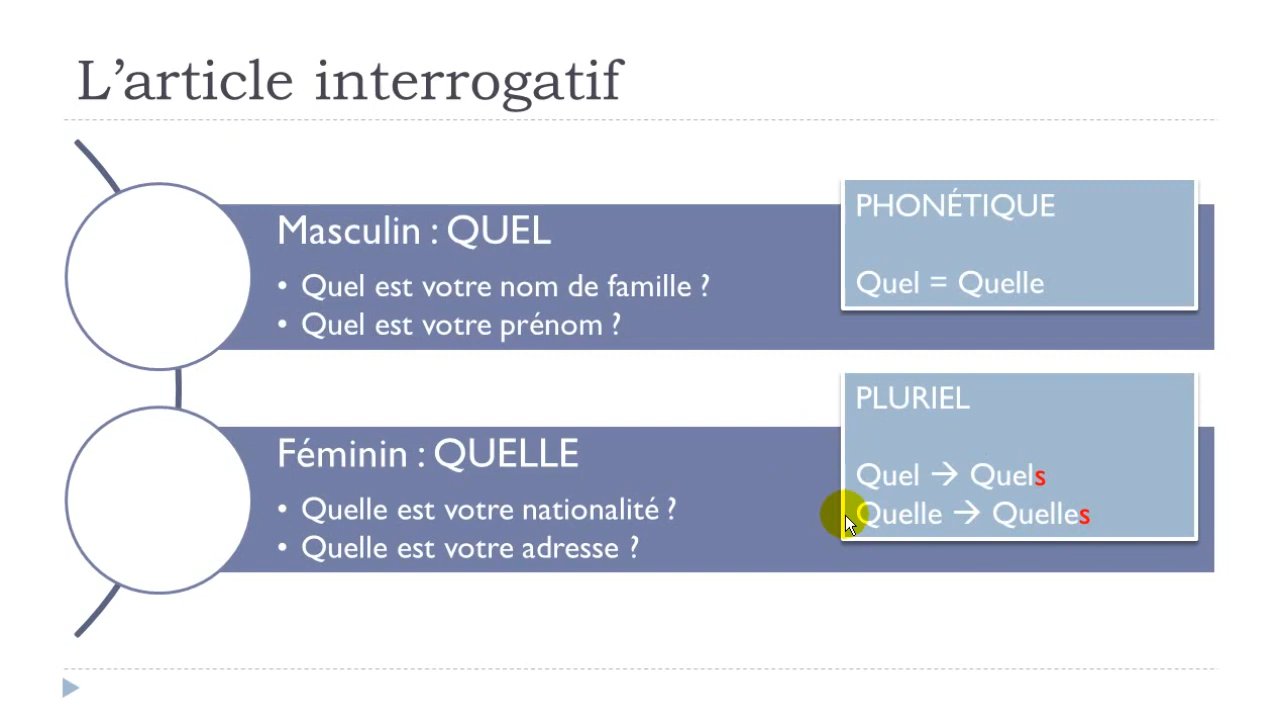 L’article interrogatif
Masculin : QUEL
• Quel est votre nom de famille ?
• Quel est votre prénom ?
PHONÉTIQUE
Quel = Quelle
Féminin : QUELLE
• Quelle est votre nationalité ?
• Quelle est votre adresse ?
PLURIEL
Quel → Quels
Quelle → Quelles